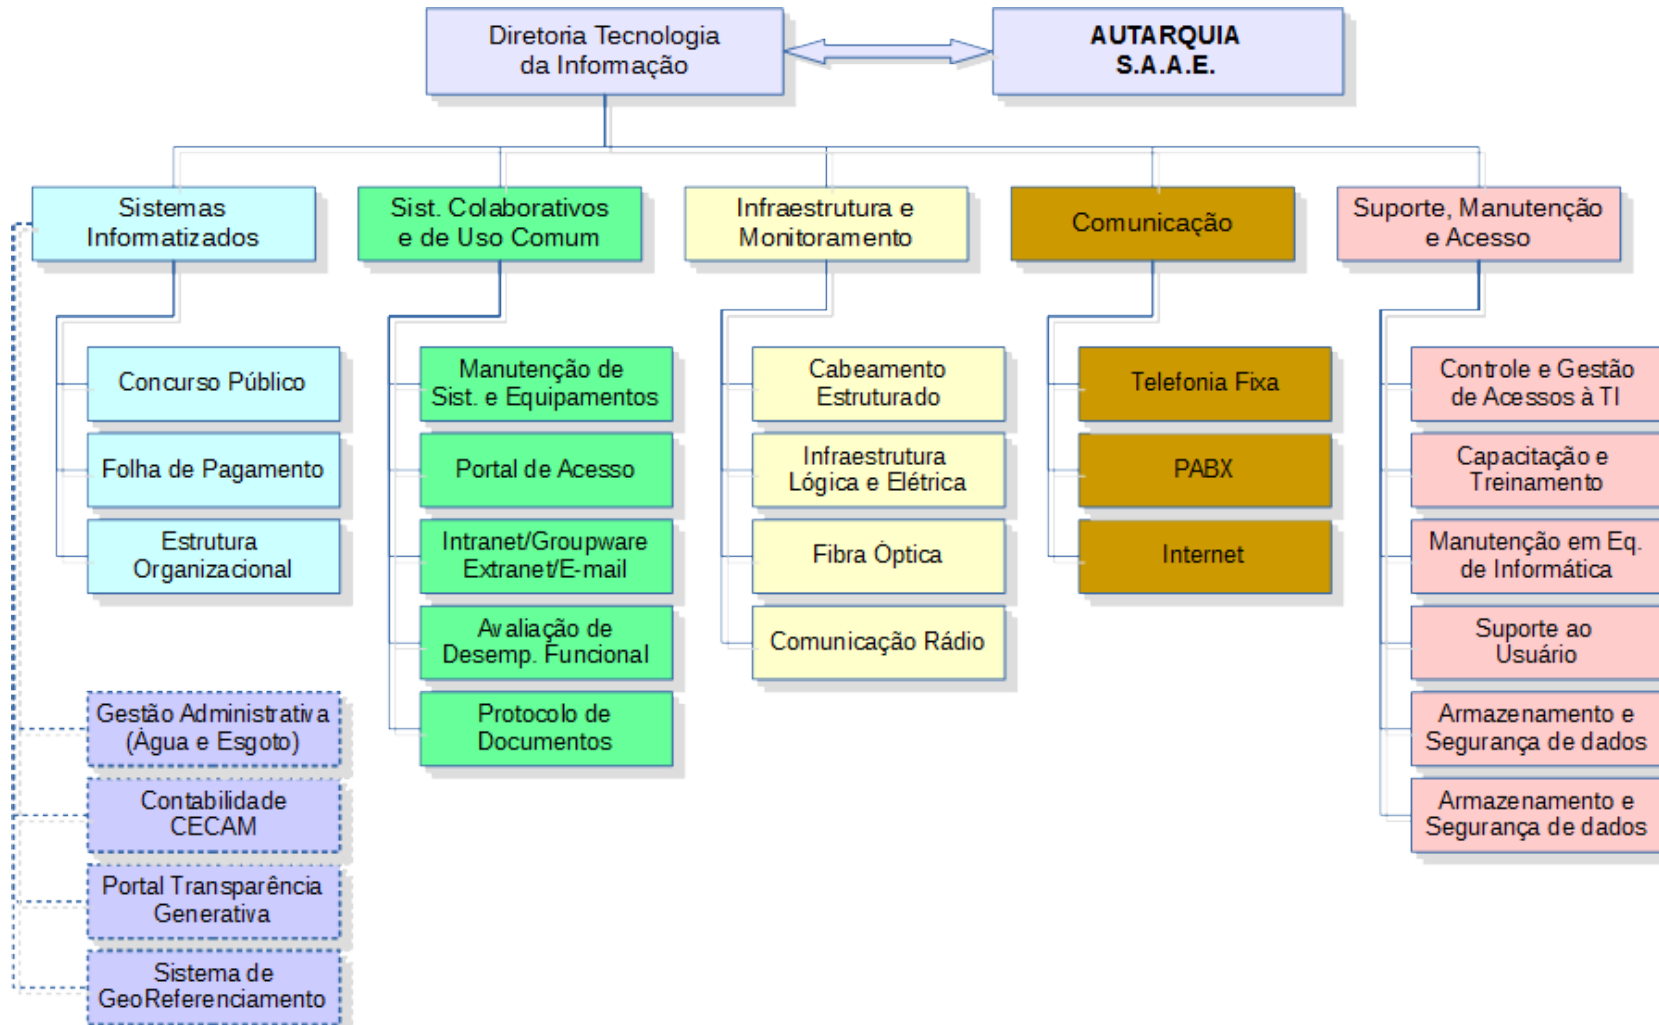 Diretoria Tecnologia
da Informação
AUTARQUIA
S.A.A.E.
Sistemas
Informatizados
Sist. Colaborativos
e de Uso Comum
Infraestrutura e
Monitoramento
Comunicação
Suporte, Manutenção
e Acesso
Concurso Público
Folha de Pagamento
Estrutura
Organizacional
Gestão Administrativa
(Água e Esgoto)
Contabilidade
CECAM
Portal Transparência
Generativa
Sistema de
GeoReferenciamento
Manutenção de
Sist. e Equipamentos
Portal de Acesso
Intranet/Groupware
Extranet/E-mail
Avaliação de
Desemp. Funcional
Protocolo de
Documentos
Cabeamento
Estruturado
Infraestrutura
Lógica e Elétrica
Fibra Óptica
Comunicação Rádio
Telefonia Fixa
PABX
Internet
Controle e Gestão
de Acessos à TI
Capacitação e
Treinamento
Manutenção em Eq.
de Informática
Suporte ao
Usuário
Armazenamento e
Segurança de dados
Armazenamento e
Segurança de dados